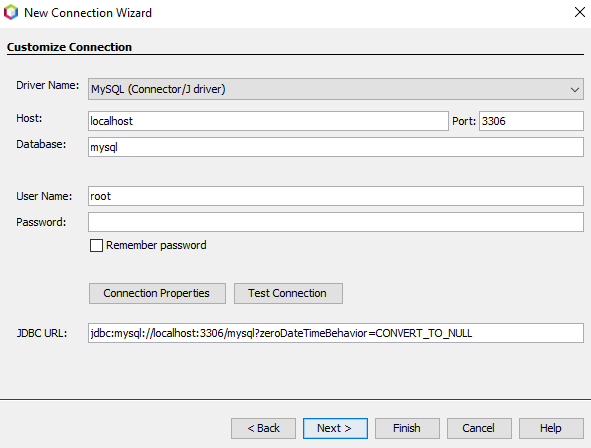 New Connection Wizard
Customize Connection
Driver Name: MySQL (Connector/J driver)
Host: localhost Port: 3306
Database: mysql
User Name: root
Password:
Remember password
Connection Properties Test Connection
JDBC URL: jdbc:mysql://localhost:3306/mysql?zeroDateTimeBehavior=CONVERT_TO_NULL
< Back Next > Finish Cancel Help